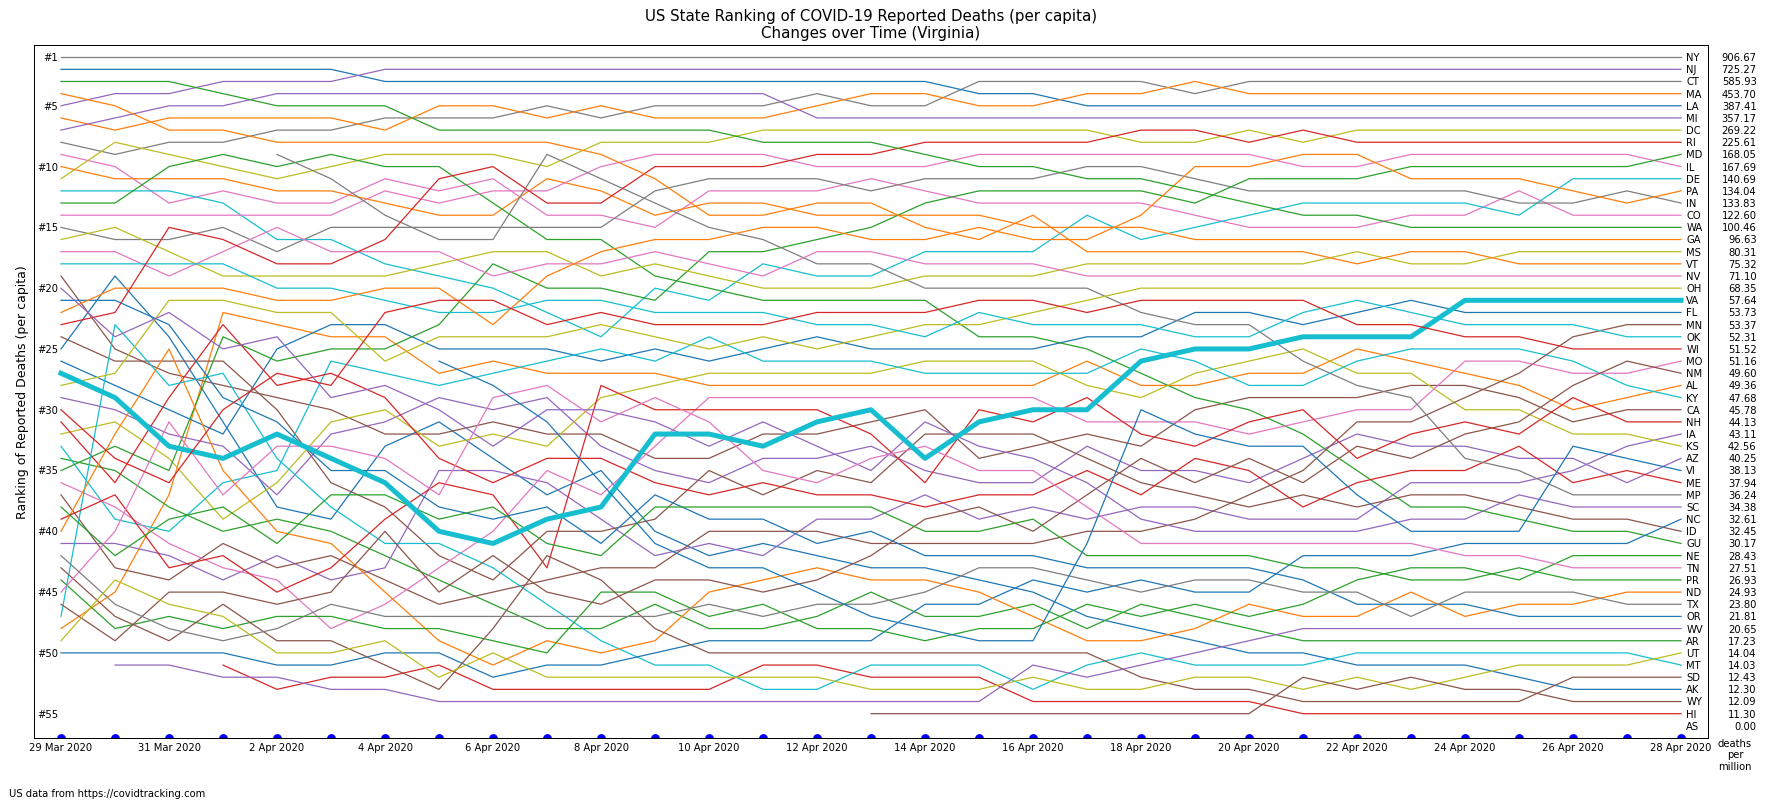 US State Ranking of COVID-19 Reported Deaths (per capita)
Changes over Time (Virginia)
Ranking of Reported Deaths (per capita)
#1
#5
#10
#15
#20
#25
#30
#35
#40
#45
#50
#55
NY 906.67
NJ 725.27
CT 585.93
MA 453.70
LA 387.41
MI 357.17
DC 269.22
RI 225.61
MD 168.05
IL 167.69
DE 140.69
PA 134.04
IN 133.83
CO 122.60
WA 100.46
GA 96.63
MS 80.31
VT 75.32
NV 71.10
OH 68.35
VA 57.64
FL 53.73
MN 53.37
OK 52.31
WI 51.52
MO 51.16
NM 49.60
AL 49.36
KY 47.68
CA 45.78
NH 44.13
IA 43.11
KS 42.56
AZ 40.25
VI 38.13
ME 37.94
MP 36.24
SC 34.38
NC 32.61
ID 32.45
GU 30.17
NE 28.43
TN 27.51
PR 26.93
ND 24.93
TX 23.80
OR 21.81
WV 20.65
AR 17.23
UT 14.04
MT 14.03
SD 12.43
AK 12.30
WY 12.09
HI 11.30
AS 0.00
29 Mar 2020 31 Mar 2020 2 Apr 2020 4 Apr 2020 6 Apr 2020 8 Apr 2020 10 Apr 2020 12 Apr 2020 14 Apr 2020 16 Apr 2020 18 Apr 2020 20 Apr 2020 22 Apr 2020 24 Apr 2020 26 Apr 2020 28 Apr 2020
deaths
per
million
US data from https://covidtracking.com